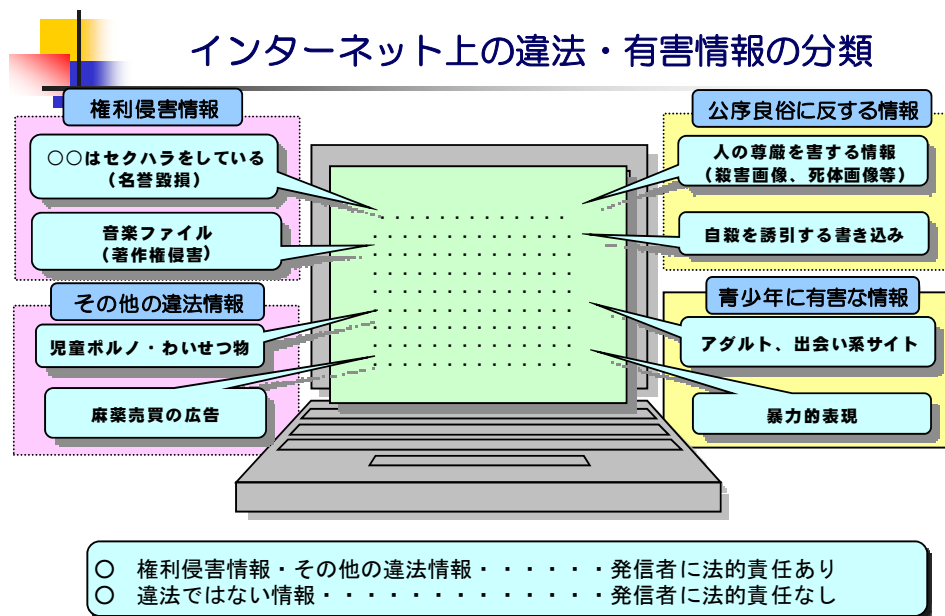 インターネット上の違法・有害情報の分類
権利侵害情報
○○はセクハラをしている
（名誉毀損）
音楽ファイル
（著作権侵害）
その他の違法情報
児童ポルノ・わいせつ物
麻薬売買の広告
公序良俗に反する情報
人の尊厳を害する情報
（殺害画像、死体画像等）
自殺を誘引する書き込み
青少年に有害な情報
アダルト、出会い系サイト
暴力的表現
○　権利侵害情報・その他の違法情報・・・・・・発信者に法的責任あり
○　違法ではない情報・・・・・・・・・・・・・発信者に法的責任なし